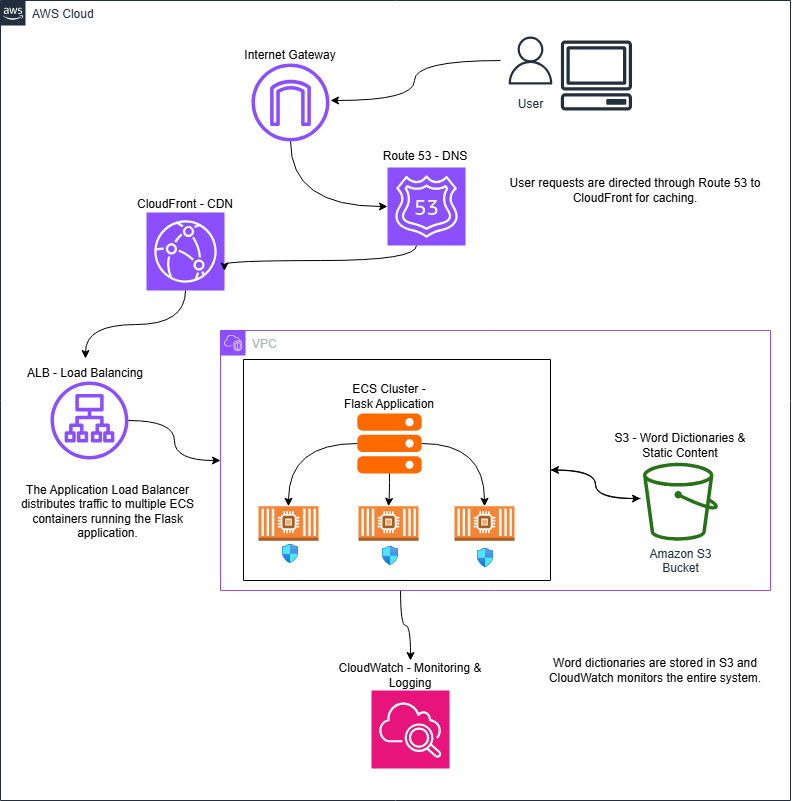 aws
AWS Cloud
Internet Gateway
User
Route 53 - DNS
53
User requests are directed through Route 53 to
CloudFront for caching.
CloudFront - CDN
VPC
ALB - Load Balancing
ECS Cluster -
Flask Application
S3 - Word Dictionaries &
Static Content
The Application Load Balancer
distributes traffic to multiple ECS
containers running the Flask
application.
Amazon S3
Bucket
CloudWatch - Monitoring &
Logging
Word dictionaries are stored in S3 and
CloudWatch monitors the entire system.